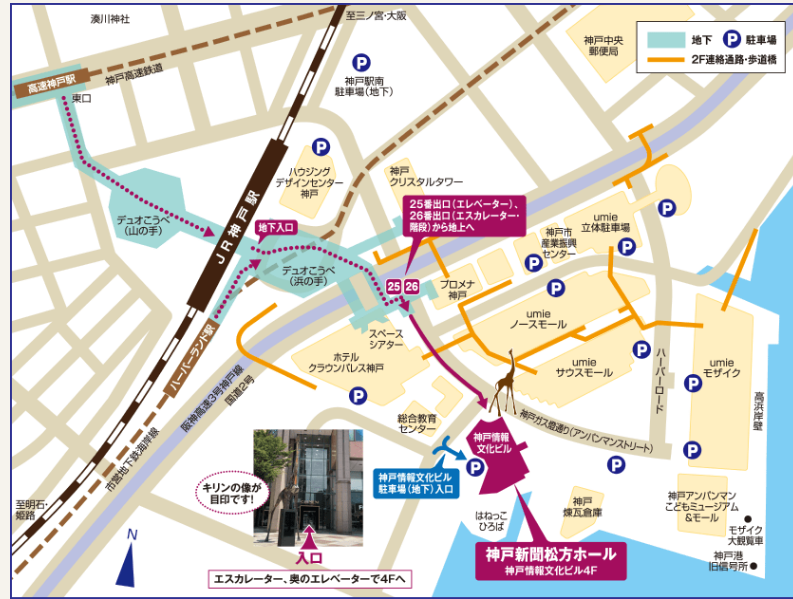 湊川神社
至三ノ宮・大阪
高速神戸駅
神戸高速鉄道
東口
P
神戸駅南
駐車場(地下)
神戸中央
郵便局
地下
P 駐車場
2F連絡通路・歩道橋
P
ハウジング
デザインセンター
神戸
神戸
クリスタルタワー
P
25番出口(エレベーター)、
26番出口(エスカレーター・
階段)から地上へ
デュオこうべ
(山の手)
JR神戸駅
地下入口
デュオこうべ
(浜の手)
25 26
プロメナ
神戸
神戸市
産業振興
センター
P
P
umie
立体駐車場
P
P
スペース
シアター
ハーバーランド駅
ホテル
クラウンパレス神戸
P
umie
ノースモール
umie
サウスモール
P
ハーバーロード
umie
モザイク
P
P
高浜岸壁
阪神高速3号神戸線
国道2号
市営地下鉄海岸線
総合教育
センター
神戸ガス燈通り(アンパンマンストリート)
P
神戸情報
文化ビル
P
神戸情報文化ビル
駐車場(地下)入口
P
キリンの像が
目印です!
至明石・
姫路
N
入口
エスカレーター、奥のエレベーターで4Fへ
はねっこ
ひろば
神戸
煉瓦倉庫
神戸アンパンマン
こどもミュージアム
&モール
モザイク
大観覧車
神戸港
旧信号所
神戸新聞松方ホール
神戸情報文化ビル4F